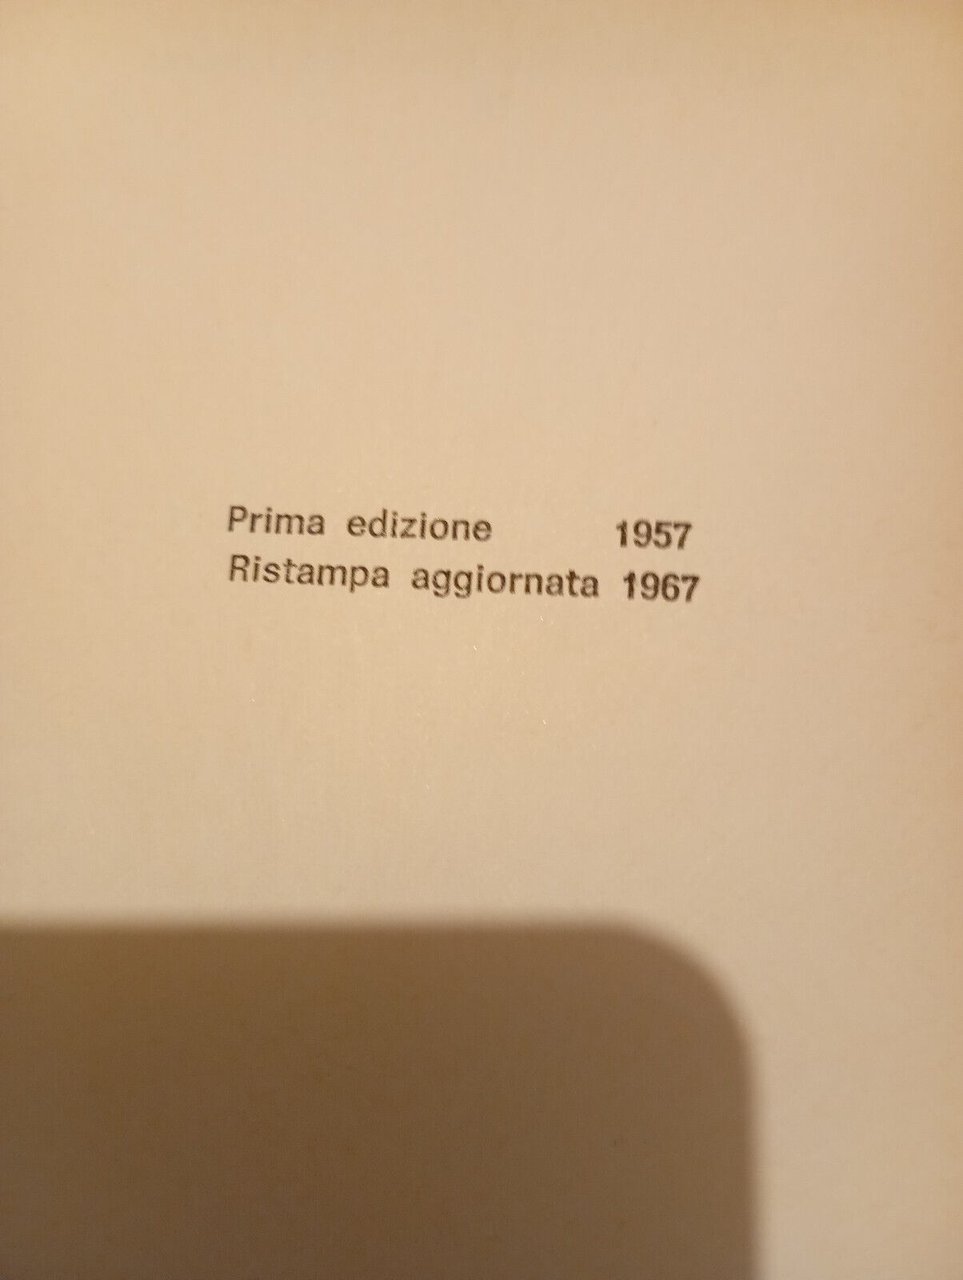 Prima edizione 1957
Ristampa aggiornata 1967